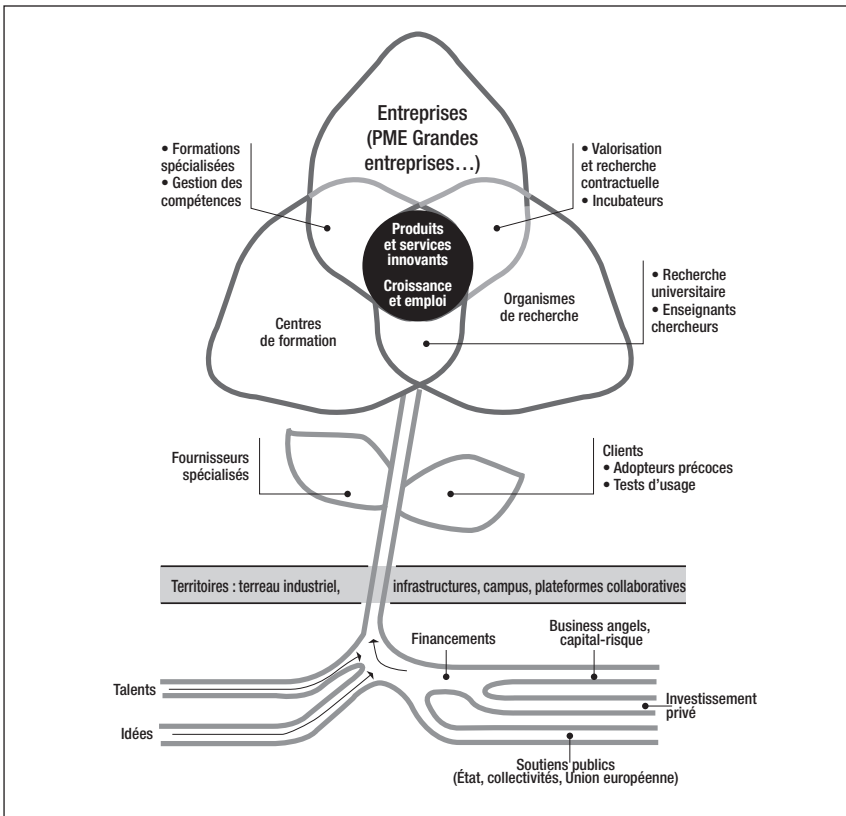 Entreprises
(PME Grandes
entreprises…)
• Formations
spécialisées
• Gestion des
compétences
• Valorisation
et recherche
contractuelle
• Incubateurs
Produits
et services
innovants
Croissance
et emploi
• Recherche
universitaire
• Enseignants
chercheurs
Centres
de formation
Organismes
de recherche
Fournisseurs
spécialisés
Clients
• Adopteurs précoces
• Tests d’usage
Territoires : terreau industriel, infrastructures, campus, plateformes collaboratives
Financements
Business angels,
capital-risque
Talents
Investissement
privé
Idées
Soutiens publics
(État, collectivités, Union européenne)